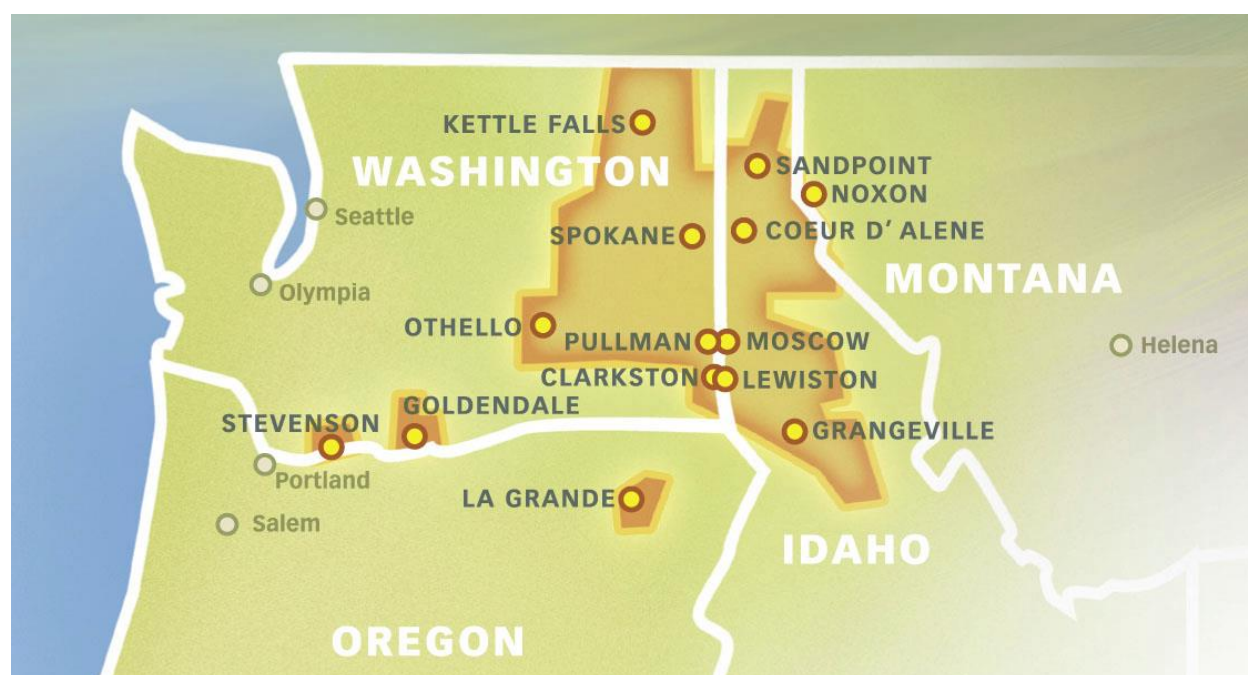 KETTLE FALLS
WASHINGTON
SANDPOINT
NOXON
Seattle
SPOKANE
COEUR D' ALENE
MONTANA
Olympia
OTHELLO
PULLMAN
MOSCOW
Helena
CLARKSTON
LEWISTON
GOLDENDALE
STEVENSON
GRANGEVILLE
Portland
LA GRANDE
Salem
IDAHO
OREGON